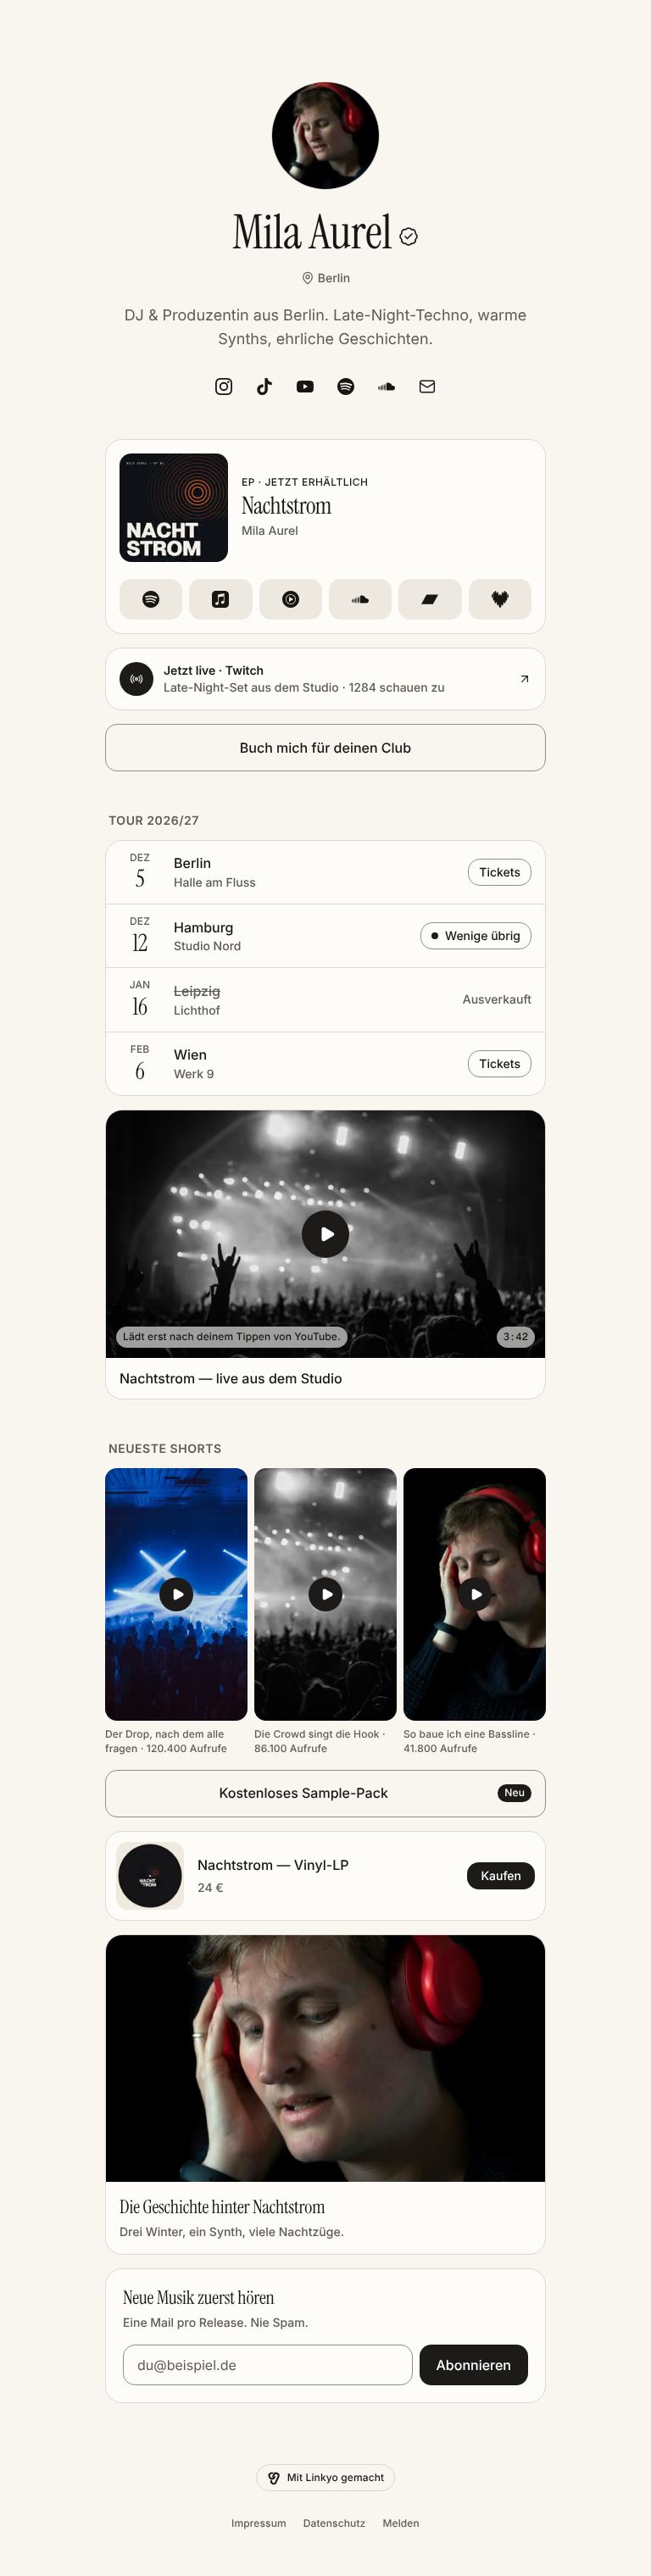 Mila Aurel
Berlin
DJ & Produzentin aus Berlin. Late-Night-Techno, warme
Synths, ehrliche Geschichten.
MILA AUREL · EP 01
NACHT
STROM
EP · JETZT ERHÄLTLICH
Nachtstrom
Mila Aurel
Jetzt live · Twitch
Late-Night-Set aus dem Studio · 1284 schauen zu
Buch mich für deinen Club
TOUR 2026/27
DEZ
5
Berlin
Halle am Fluss
Tickets
DEZ
12
Hamburg
Studio Nord
Wenige übrig
JAN
16
Leipzig
Lichthof
Ausverkauft
FEB
6
Wien
Werk 9
Tickets
Lädt erst nach deinem Tippen von YouTube.
3:42
Nachtstrom — live aus dem Studio
NEUESTE SHORTS
Der Drop, nach dem alle
fragen · 120.400 Aufrufe
Die Crowd singt die Hook ·
86.100 Aufrufe
So baue ich eine Bassline ·
41.800 Aufrufe
Kostenloses Sample-Pack
Neu
NACHT
STROM
Nachtstrom — Vinyl-LP
24 €
Kaufen
Die Geschichte hinter Nachtstrom
Drei Winter, ein Synth, viele Nachtzüge.
Neue Musik zuerst hören
Eine Mail pro Release. Nie Spam.
du@beispiel.de
Abonnieren
Mit Linkyo gemacht
Impressum
Datenschutz
Melden